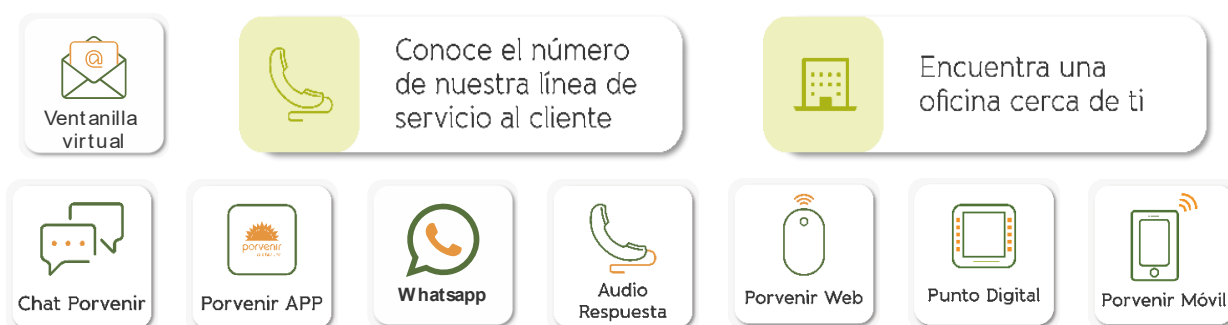 @
Ventanilla
virtual
Conoce el número
de nuestra línea de
servicio al cliente
Encuentra una
oficina cerca de ti
Chat Porvenir
porvenir
Porvenir APP
Whatsapp
Audio
Respuesta
Porvenir Web
Punto Digital
Porvenir Móvil